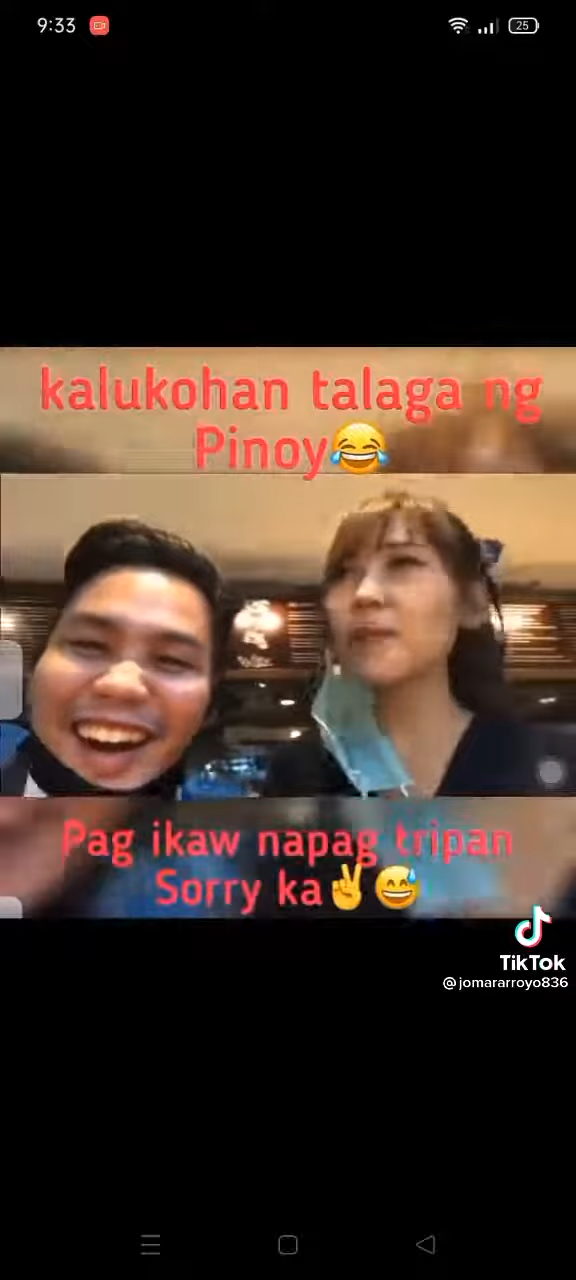 9:33
25
kalukohan talaga ng
Pinoy😂
Pag ikaw napag tripan
Sorry ka✌️😅
TikTok
@jomararroyo836